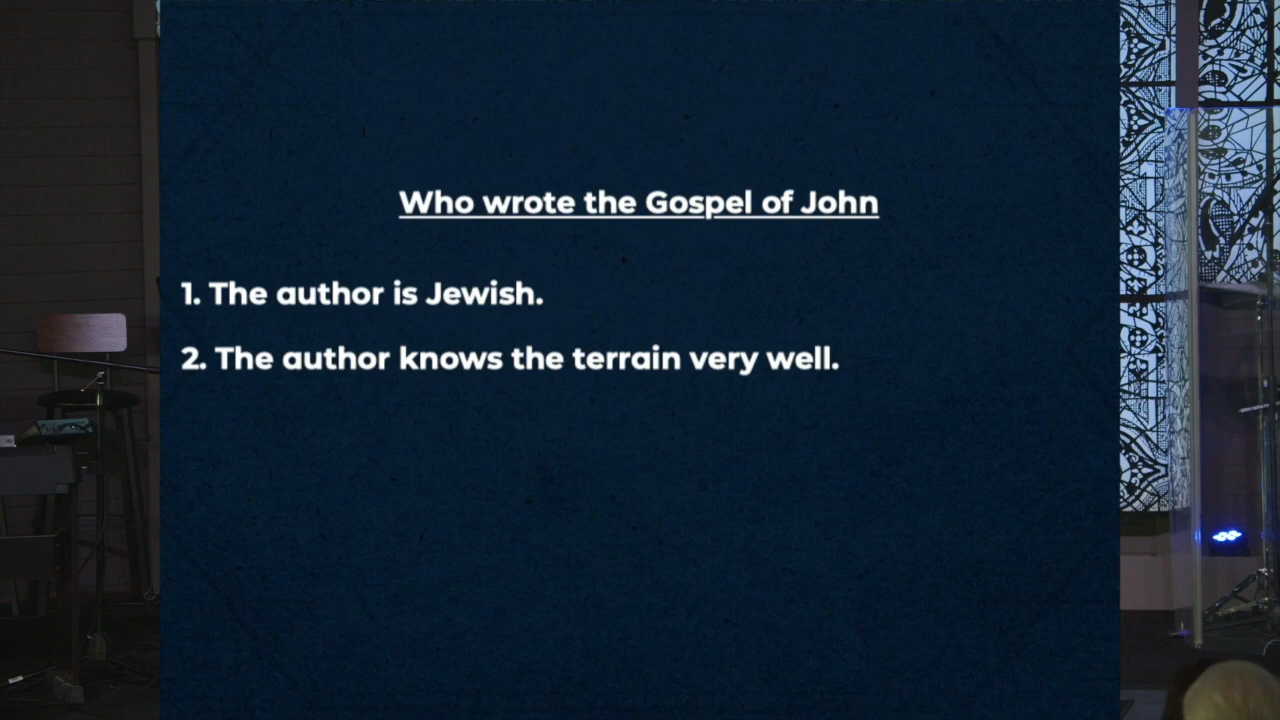 Who wrote the Gospel of John
1. The author is Jewish.
2. The author knows the terrain very well.